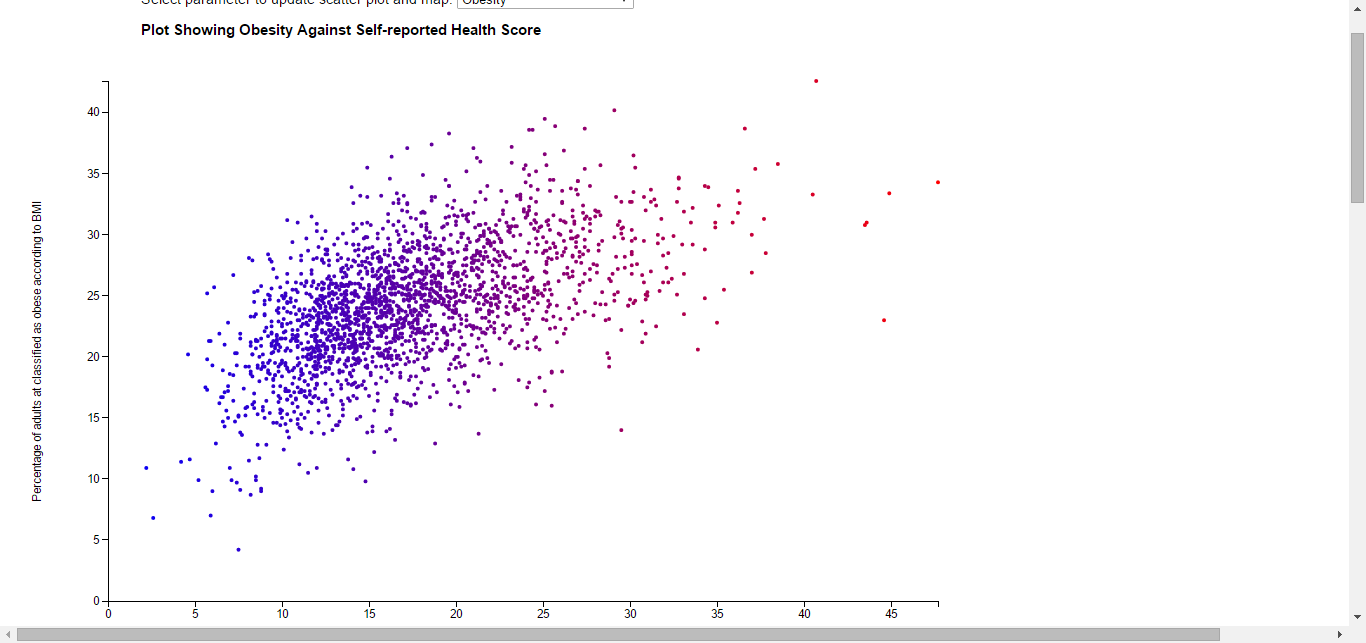 Select parameter to update scatter plot and map: Obesity
Plot Showing Obesity Against Self-reported Health Score
Percentage of adults at classified as obese according to BMI
40
35
30
25
20
15
10
5
0
0 5 10 15 20 25 30 35 40 45